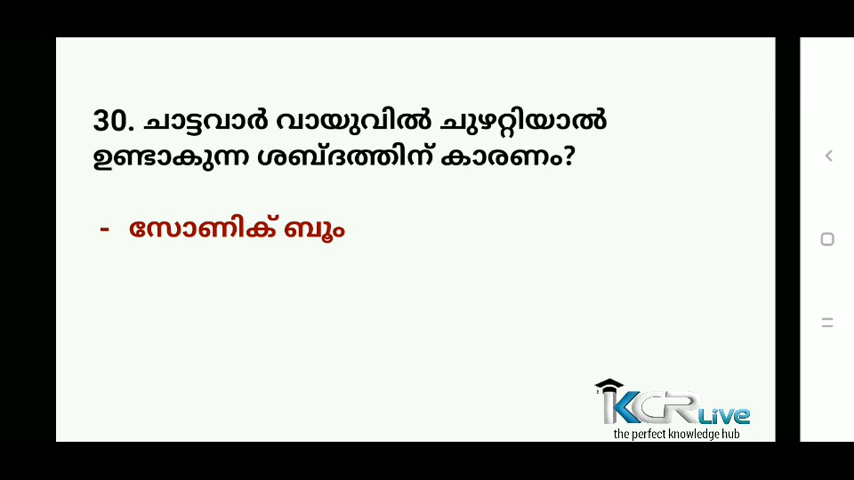 30. ചാട്ടവാർ വായുവിൽ ചുഴറ്റിയാൽ
ഉണ്ടാകുന്ന ശബ്ദത്തിന് കാരണം?
- സോണിക് ബൂം
KCR LIVE
the perfect knowledge hub